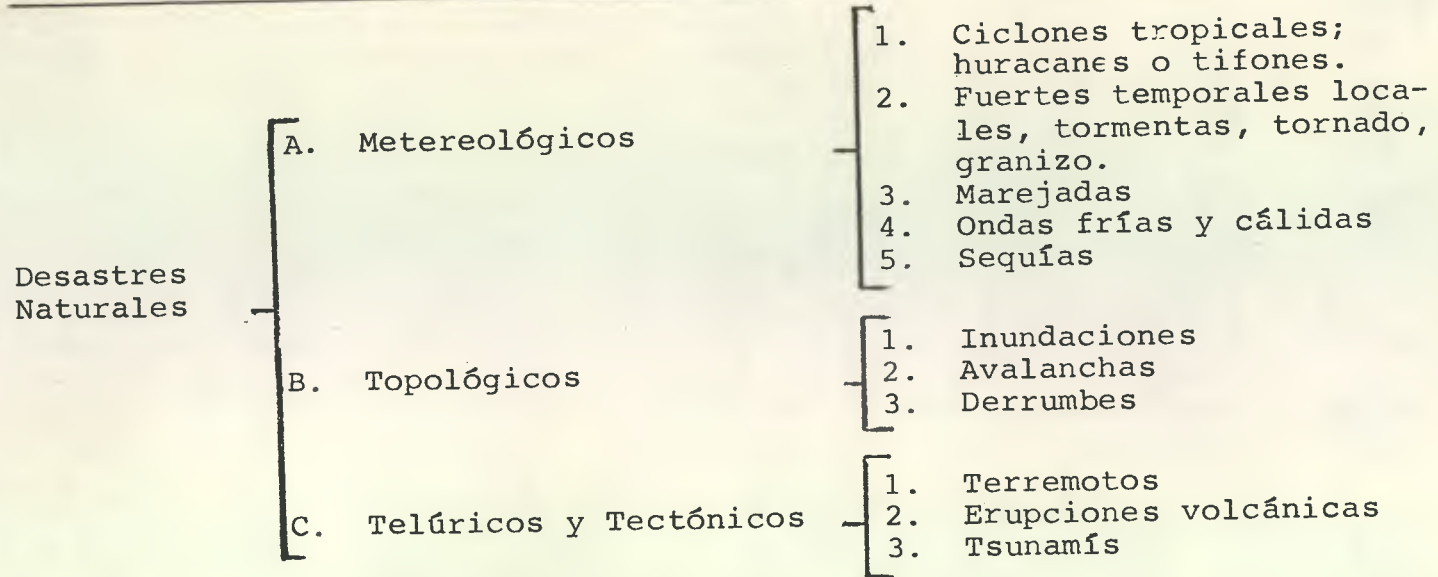 Desastres
Naturales
A. Metereológicos
1. Ciclones tropicales;
huracanes o tifones.
2. Fuertes temporales loca-
les, tormentas, tornado,
granizo.
3. Marejadas
4. Ondas frías y cálidas
5. Sequías
B. Topológicos
1. Inundaciones
2. Avalanchas
3. Derrumbes
C. Telúricos y Tectónicos
1. Terremotos
2. Erupciones volcánicas
3. Tsunamís